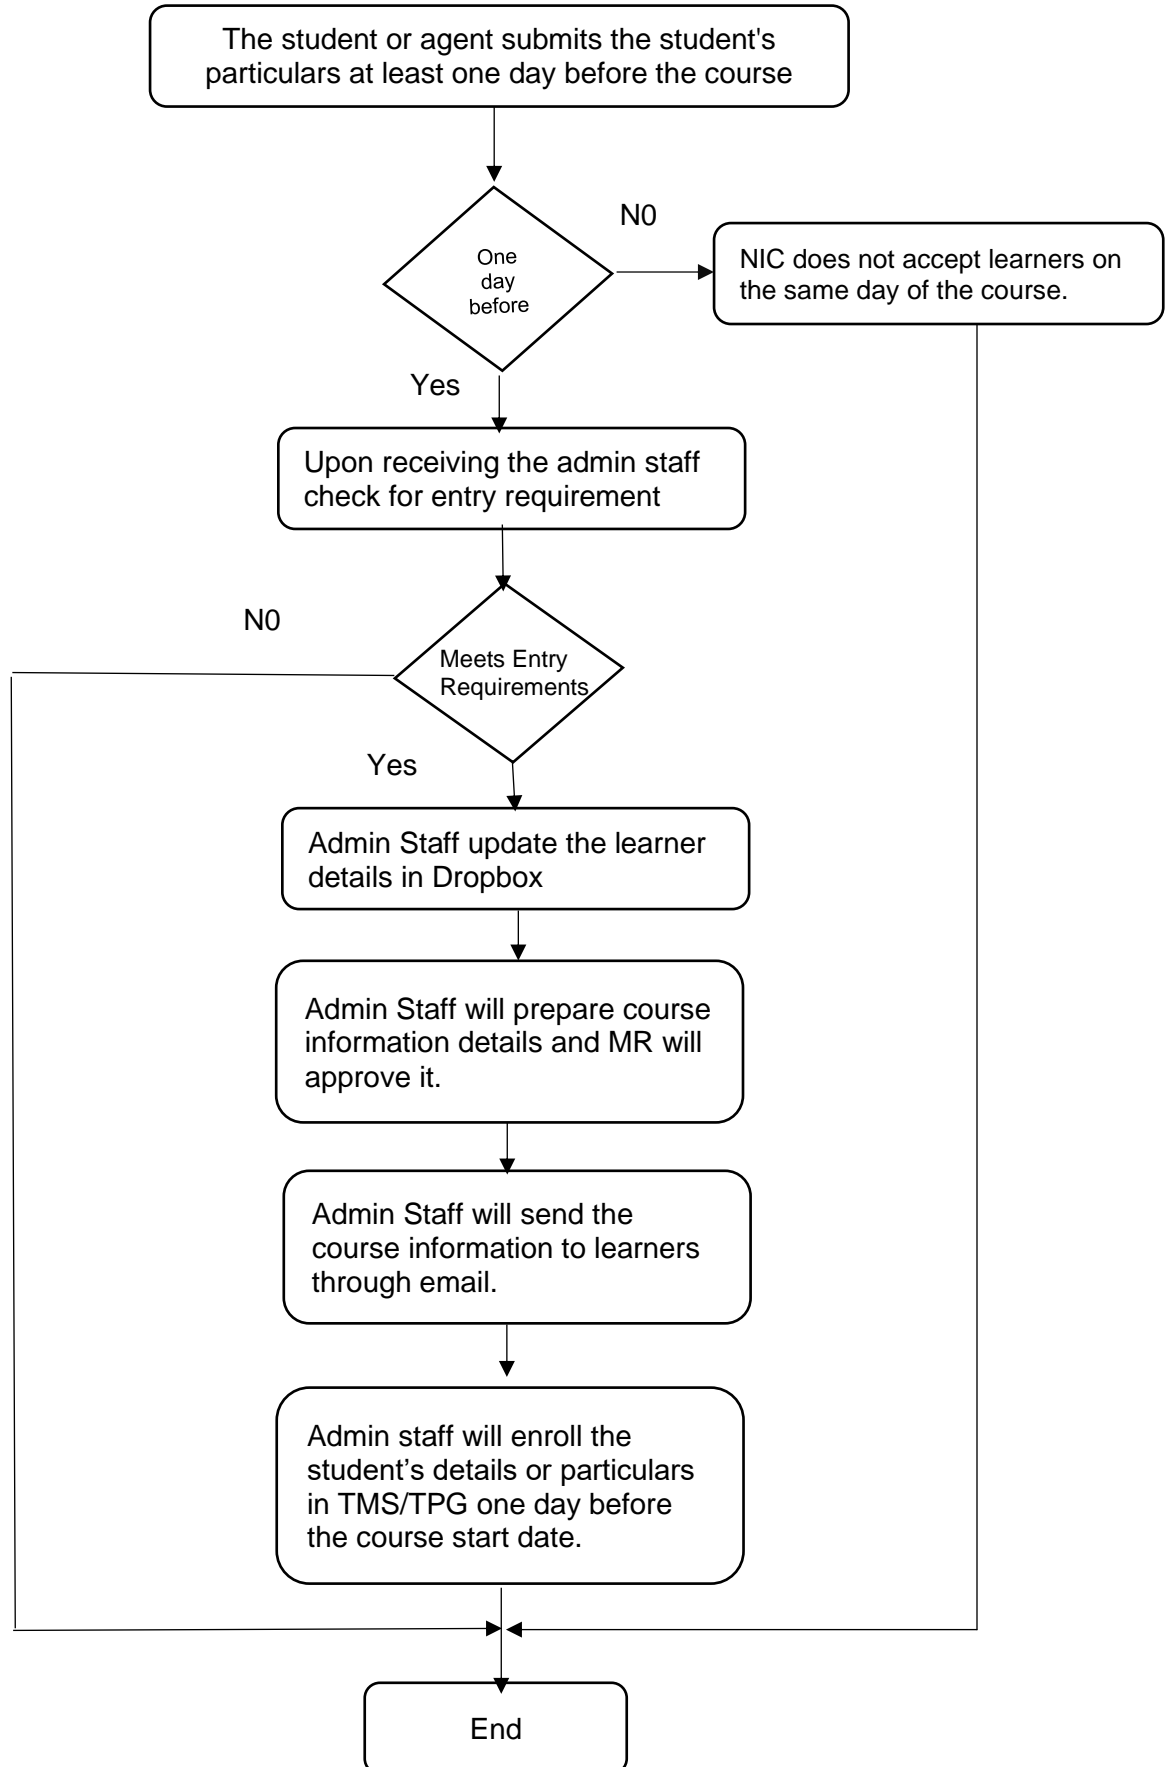 The student or agent submits the student's
particulars at least one day before the course
N0
One
day
before
NIC does not accept learners on
the same day of the course.
Yes
Upon receiving the admin staff
check for entry requirement
N0
Meets Entry
Requirements
Yes
Admin Staff update the learner
details in Dropbox
Admin Staff will prepare course
information details and MR will
approve it.
Admin Staff will send the
course information to learners
through email.
Admin staff will enroll the
student’s details or particulars
in TMS/TPG one day before
the course start date.
End